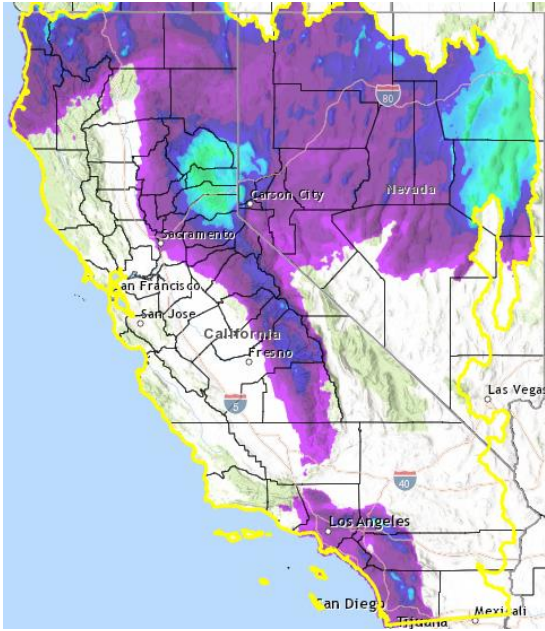 80
Carson City
Nevada
Sacramento
San Francisco
San Jose
California
Fresno
5
Las Vegas
40
Los Angeles
San Diego
Tijuana
Mexicali